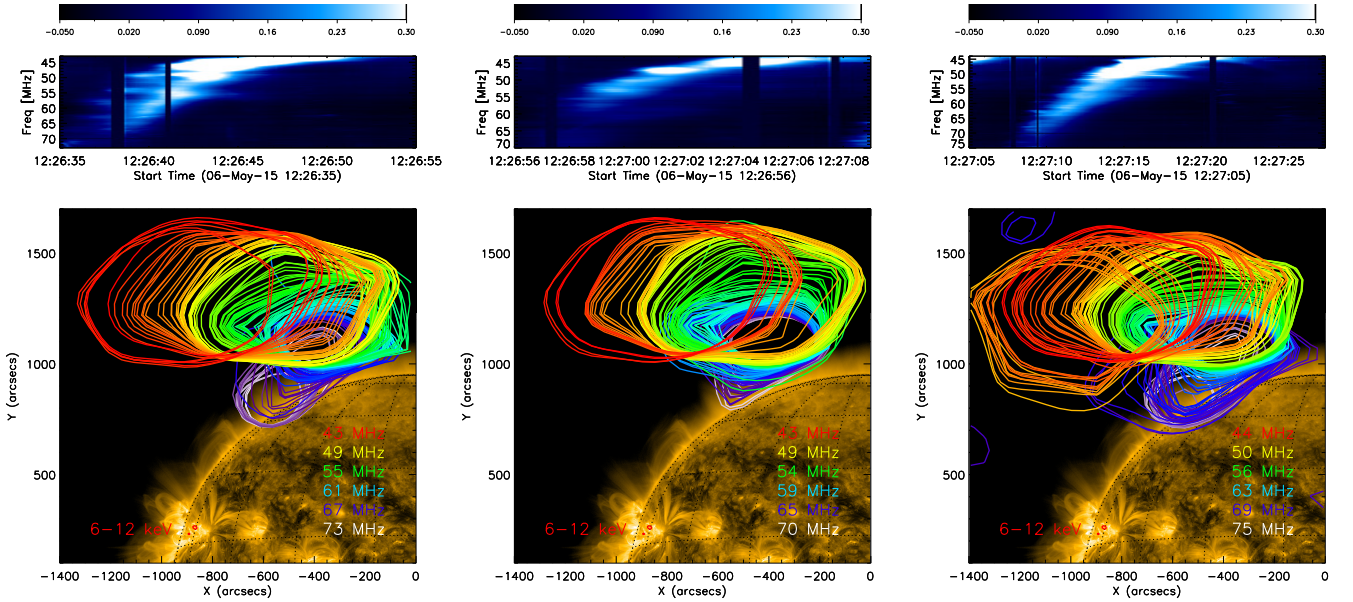 −0.050 0.020 0.090 0.16 0.23 0.30
−0.050 0.020 0.090 0.16 0.23 0.30
−0.050 0.020 0.090 0.16 0.23 0.30
Freq [MHz]
45
50
55
60
65
70
12:26:35 12:26:40 12:26:45 12:26:50 12:26:55
Start Time (06−May−15 12:26:35)
Freq [MHz]
45
50
55
60
65
70
12:26:56 12:26:58 12:27:00 12:27:02 12:27:04 12:27:06 12:27:08
Start Time (06−May−15 12:26:56)
Freq [MHz]
45
50
55
60
65
70
75
12:27:05 12:27:10 12:27:15 12:27:20 12:27:25
Start Time (06−May−15 12:27:05)
Y (arcsecs)
1500
1000
500
43 MHz
49 MHz
55 MHz
61 MHz
67 MHz
73 MHz
6−12 keV
−1400 −1200 −1000 −800 −600 −400 −200 0
X (arcsecs)
Y (arcsecs)
1500
1000
500
43 MHz
49 MHz
54 MHz
59 MHz
65 MHz
70 MHz
6−12 keV
−1400 −1200 −1000 −800 −600 −400 −200 0
X (arcsecs)
Y (arcsecs)
1500
1000
500
44 MHz
50 MHz
56 MHz
63 MHz
69 MHz
75 MHz
6−12 keV
−1400 −1200 −1000 −800 −600 −400 −200 0
X (arcsecs)